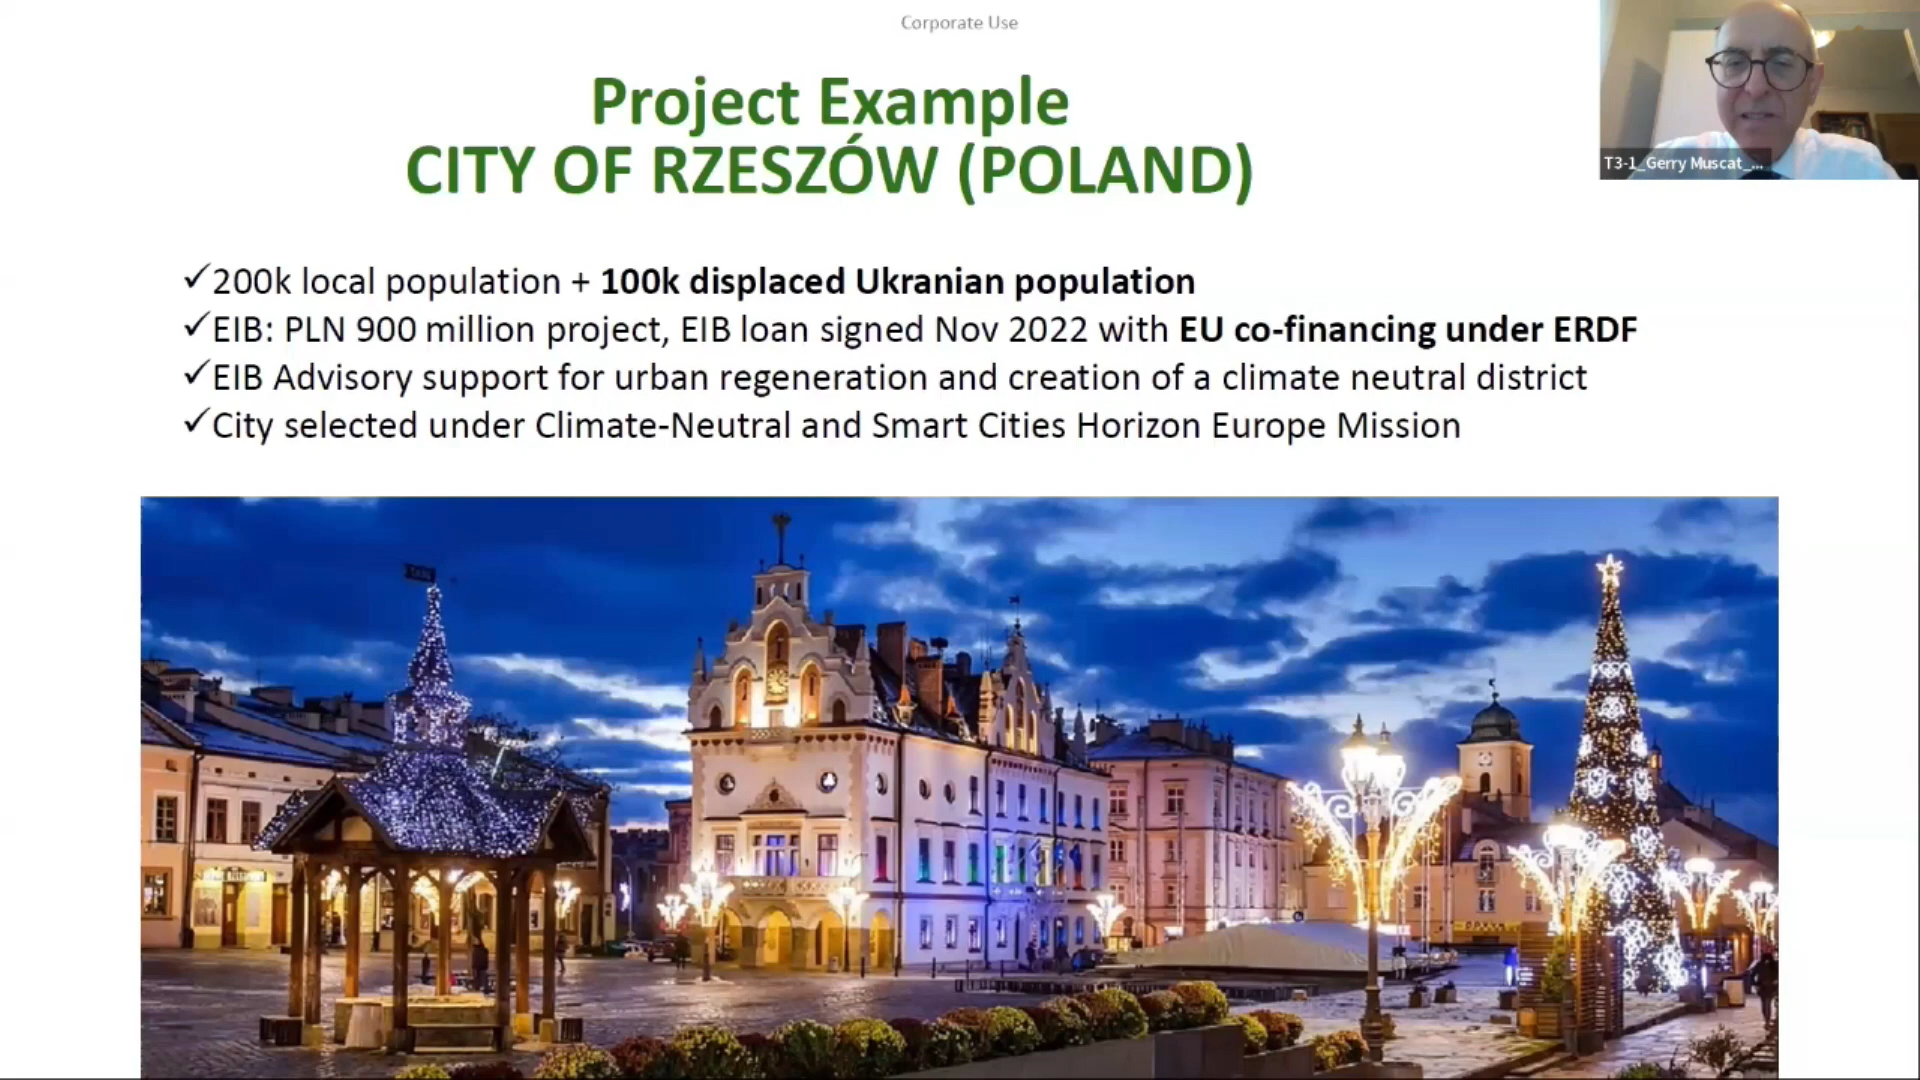 Corporate Use
Project Example
CITY OF RZESZÓW (POLAND)
T3-1_Gerry Muscat_...
✓200k local population + 100k displaced Ukranian population
✓EIB: PLN 900 million project, EIB loan signed Nov 2022 with EU co-financing under ERDF
✓EIB Advisory support for urban regeneration and creation of a climate neutral district
✓City selected under Climate-Neutral and Smart Cities Horizon Europe Mission